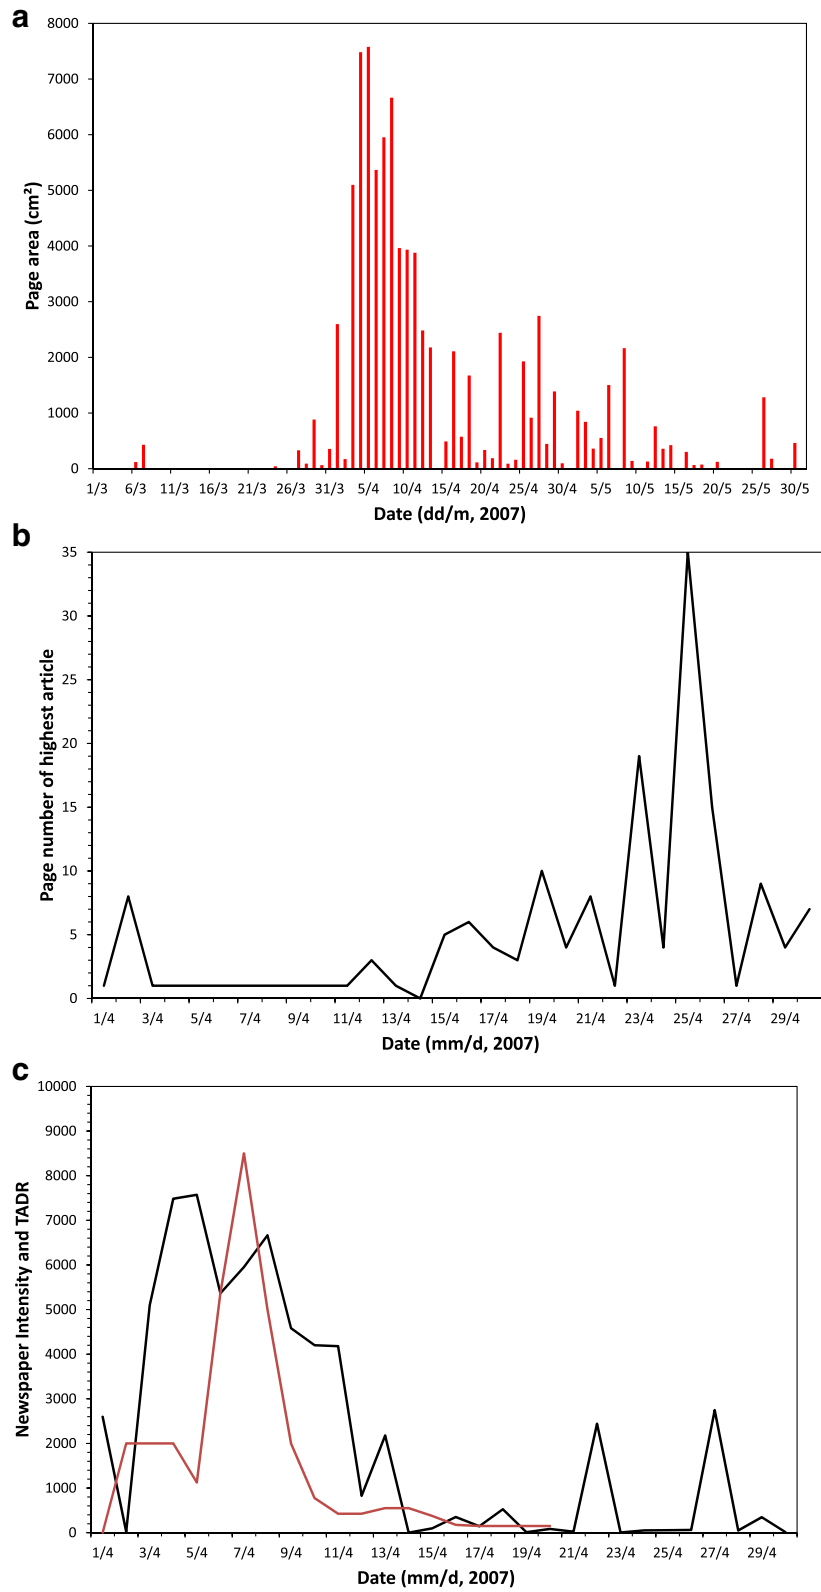 a
8000
7000
6000
5000
4000
3000
2000
1000
0
Page area (cm²)
1/3 6/3 11/3 16/3 21/3 26/3 31/3 5/4 10/4 15/4 20/4 25/4 30/4 5/5 10/5 15/5 20/5 25/5 30/5
Date (dd/m, 2007)
b
35
30
25
20
15
10
5
0
Page number of highest article
1/4 3/4 5/4 7/4 9/4 11/4 13/4 15/4 17/4 19/4 21/4 23/4 25/4 27/4 29/4
Date (mm/d, 2007)
c
10000
9000
8000
7000
6000
5000
4000
3000
2000
1000
0
Newspaper Intensity and TADR
1/4 3/4 5/4 7/4 9/4 11/4 13/4 15/4 17/4 19/4 21/4 23/4 25/4 27/4 29/4
Date (mm/d, 2007)